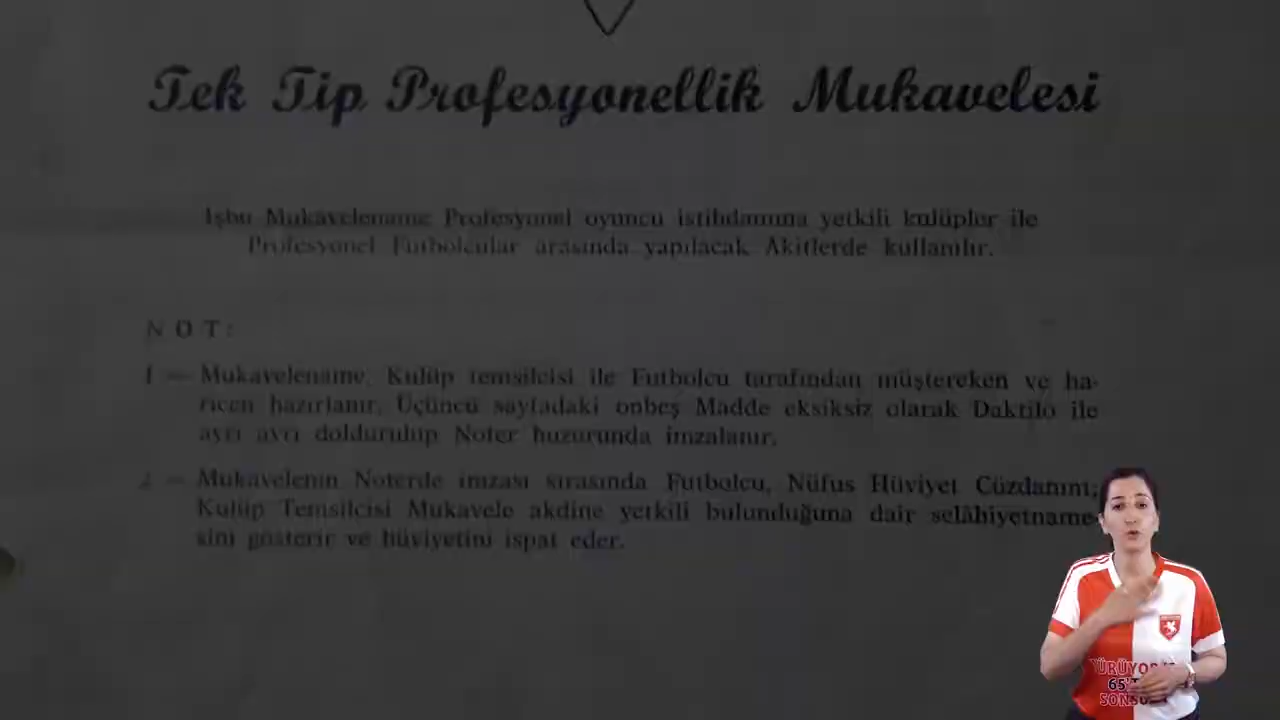 Tek Tip Profesyonellik Mukavelesi
İşbu Mukavelename Profesyonel oyuncu istihdamına yetkili kulüpler ile
Profesyonel Futbolcular arasında yapılacak Akitlerde kullanılır.
NOT:
1 — Mukavelename, Kulüp temsilcisi ile Futbolcu tarafından müştereken ve ha-
ricen hazırlanır, Üçüncü sayfadaki onbeş Madde eksiksiz olarak Daktilo ile
ayrı ayrı doldurulup Noter huzurunda imzalanır.
2 — Mukavelenin Noterde imzası sırasında Futbolcu, Nüfus Hüviyet Cüzdanını;
Kulüp Temsilcisi Mukavele akdine yetkili bulunduğuna dair selâhiyetname-
sini gösterir ve hüviyetini ispat eder.
65'